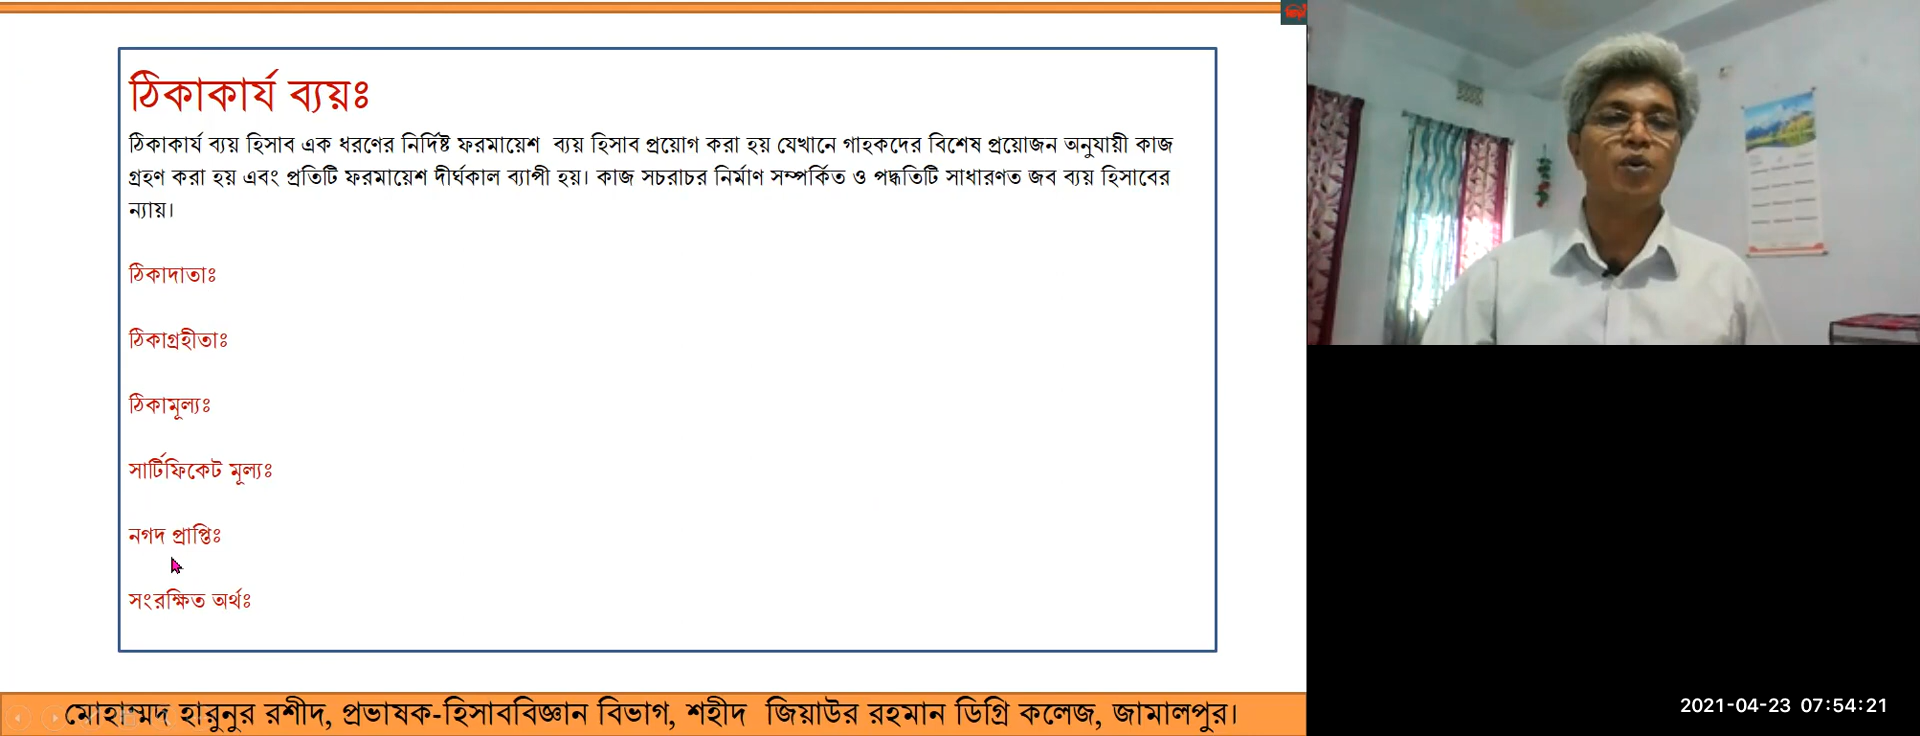 ঠিকাকার্য ব্যয়ঃ
ঠিকাকার্য ব্যয় হিসাব এক ধরণের নির্দিষ্ট ফরমায়েশ ব্যয় হিসাব প্রয়োগ করা হয় যেখানে গাহকদের বিশেষ প্রয়োজন অনুযায়ী কাজ
গ্রহণ করা হয় এবং প্রতিটি ফরমায়েশ দীর্ঘকাল ব্যাপী হয়। কাজ সচরাচর নির্মাণ সম্পর্কিত ও পদ্ধতিটি সাধারণত জব ব্যয় হিসাবের
ন্যায়।
ঠিকাদাতাঃ
ঠিকাগ্রহীতাঃ
ঠিকামূল্যঃ
সার্টিফিকেট মূল্যঃ
নগদ প্রাপ্তিঃ
সংরক্ষিত অর্থঃ
মোহাম্মদ হারুনুর রশীদ, প্রভাষক-হিসাববিজ্ঞান বিভাগ, শহীদ জিয়াউর রহমান ডিগ্রি কলেজ, জামালপুর।
2021-04-23 07:54:21